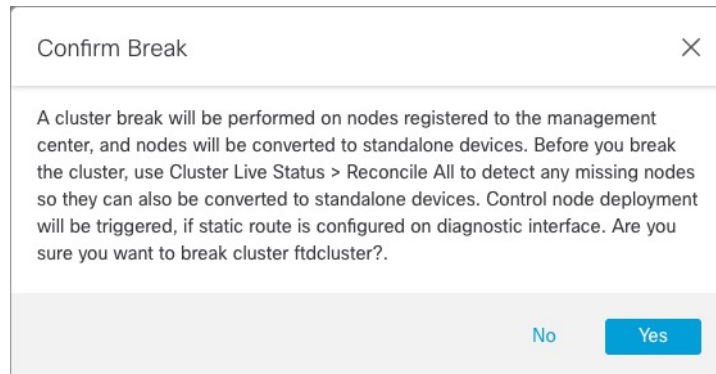 Confirm Break
A cluster break will be performed on nodes registered to the management
center, and nodes will be converted to standalone devices. Before you break
the cluster, use Cluster Live Status > Reconcile All to detect any missing nodes
so they can also be converted to standalone devices. Control node deployment
will be triggered, if static route is configured on diagnostic interface. Are you
sure you want to break cluster ftdcluster?.
No
Yes